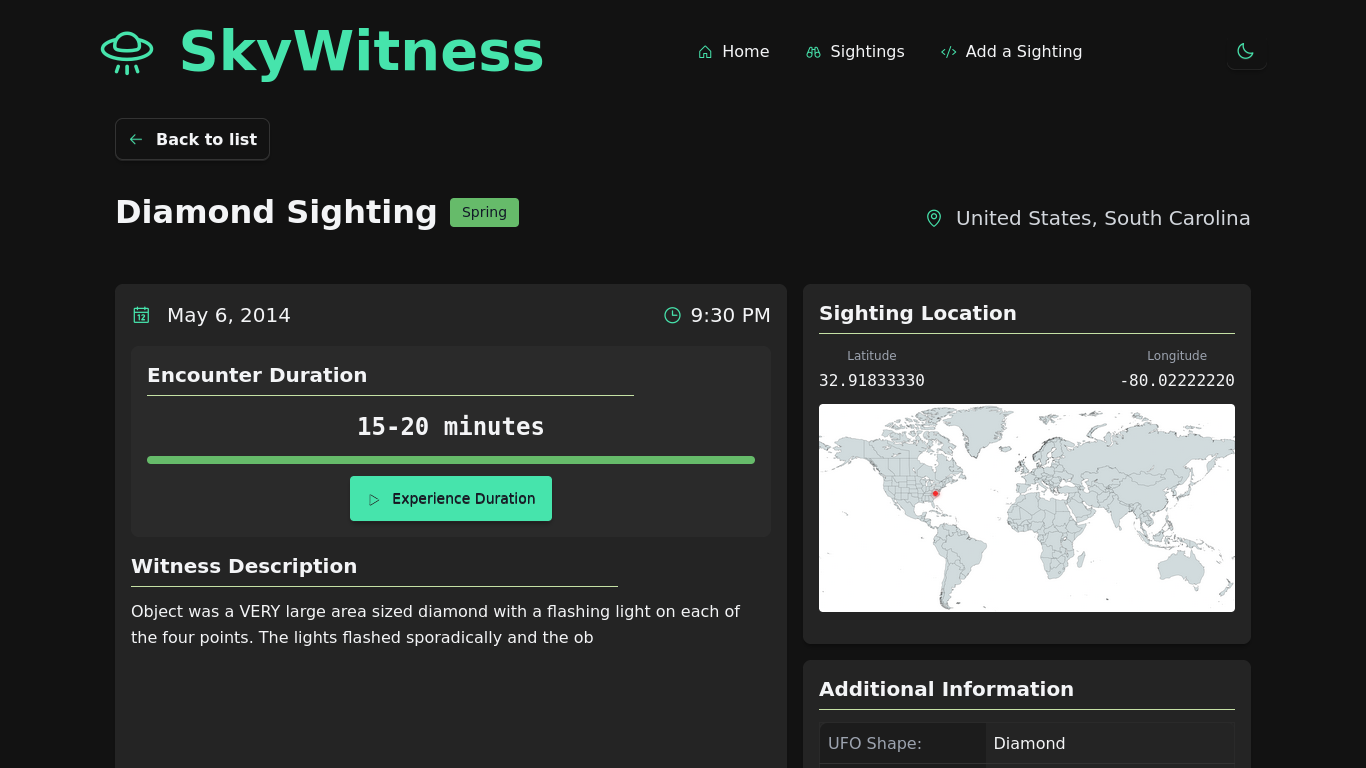 SkyWitness
Home
Sightings
Add a Sighting
Back to list
Diamond Sighting
Spring
United States, South Carolina
May 6, 2014
9:30 PM
Encounter Duration
15-20 minutes
Experience Duration
Witness Description
Object was a VERY large area sized diamond with a flashing light on each of
the four points. The lights flashed sporadically and the ob
Sighting Location
Latitude
Longitude
32.91833330
-80.02222220
Additional Information
UFO Shape:
Diamond